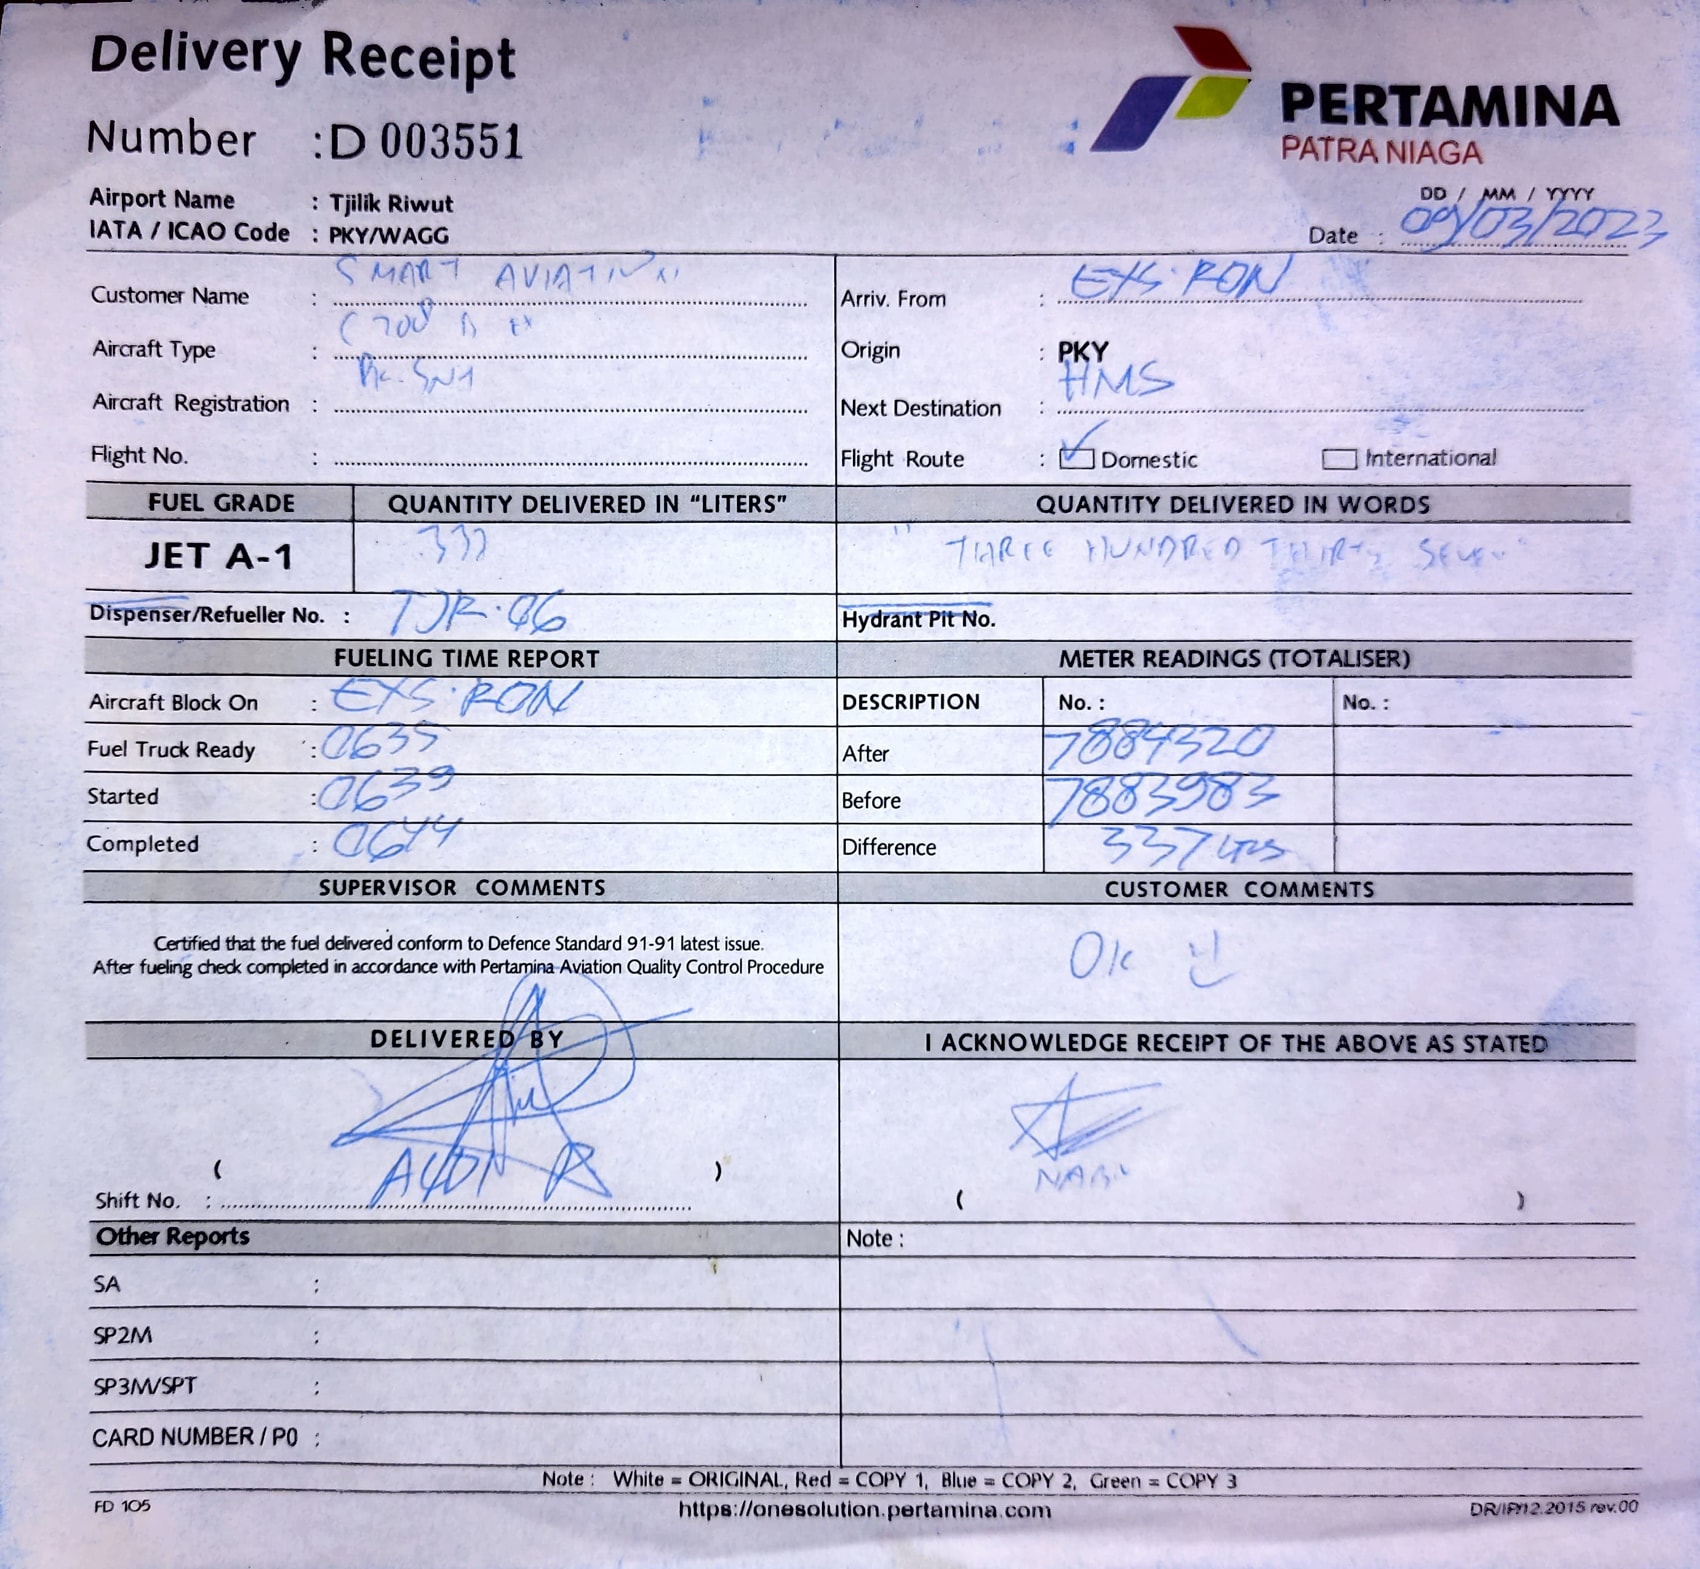 Delivery Receipt
PERTAMINA
PATRA NIAGA
Number : D 003551
Airport Name : Tjilik Riwut
IATA / ICAO Code : PKY/WAGG
DD / MM / YYYY
Date : 09/03/2023
Customer Name : SMART AVIATION
Arriv. From : EXS. RON
Aircraft Type : C 208 B EX
Origin : PKY
Aircraft Registration : PK. SN1
Next Destination : HMS
Flight No. :
Flight Route : Domestic International
FUEL GRADE QUANTITY DELIVERED IN "LITERS" QUANTITY DELIVERED IN WORDS
JET A-1 337 " THREE HUNDRED THIRTY SEVEN "
Dispenser/Refueller No. : TJR. 06 Hydrant Pit No.
FUELING TIME REPORT METER READINGS (TOTALISER)
Aircraft Block On : EXS. RON DESCRIPTION No. : No. :
Fuel Truck Ready : 0635 After 7884320
Started : 0639 Before 7883983
Completed : 0644 Difference 337 LTRS
SUPERVISOR COMMENTS CUSTOMER COMMENTS
Certified that the fuel delivered conform to Defence Standard 91-91 latest issue.
After fueling check completed in accordance with Pertamina Aviation Quality Control Procedure
OK
DELIVERED BY I ACKNOWLEDGE RECEIPT OF THE ABOVE AS STATED
( )
Shift No. :
( )
Other Reports Note :
SA :
SP2M :
SP3M/SPT :
CARD NUMBER / PO :
Note : White = ORIGINAL, Red = COPY 1, Blue = COPY 2, Green = COPY 3
FD 105 https://onesolution.pertamina.com DR/IP/12.2015 rev.00